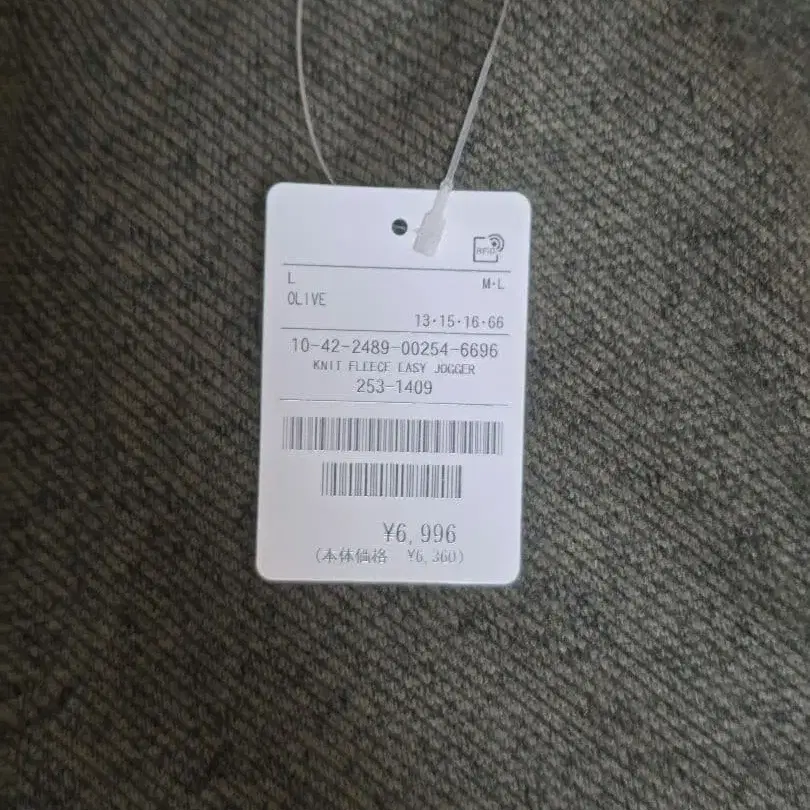 RFID
L M·L
OLIVE
13·15·16·66
10-42-2489-00254-6696
KNIT FLEECE EASY JOGGER
253-1409
¥6,996
(本体価格 ¥6,360)